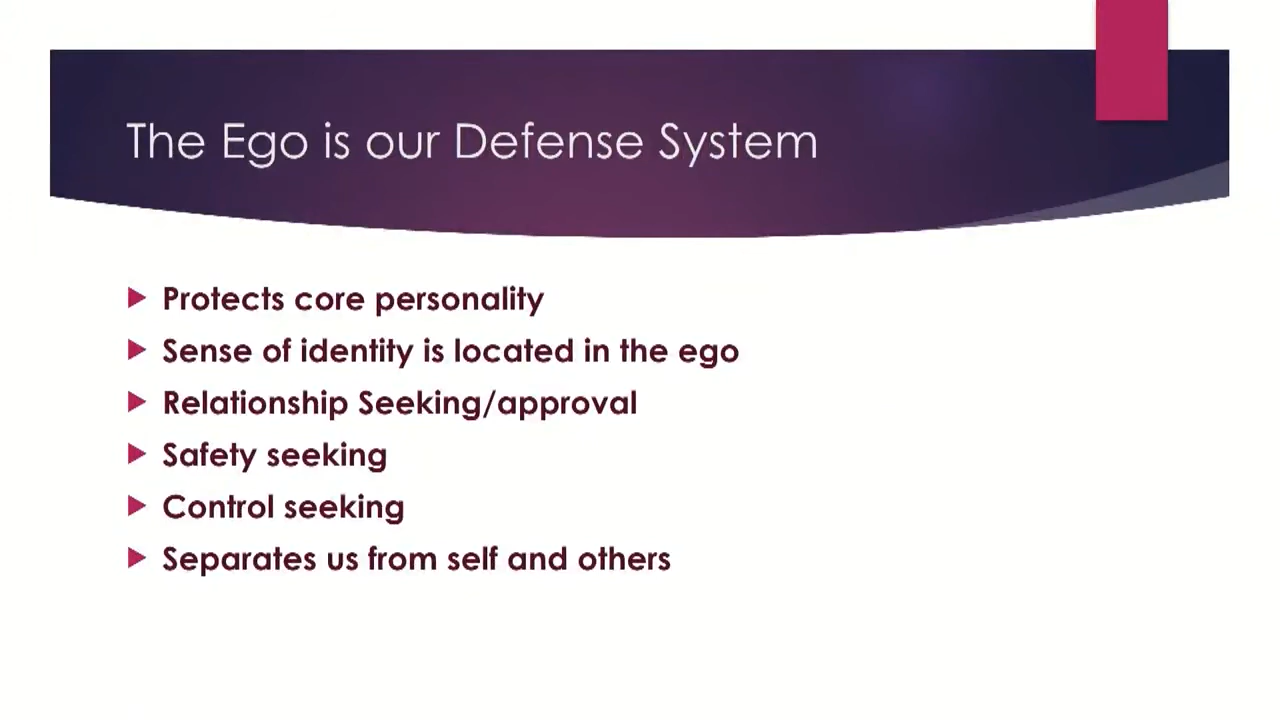 The Ego is our Defense System
Protects core personality
Sense of identity is located in the ego
Relationship Seeking/approval
Safety seeking
Control seeking
Separates us from self and others